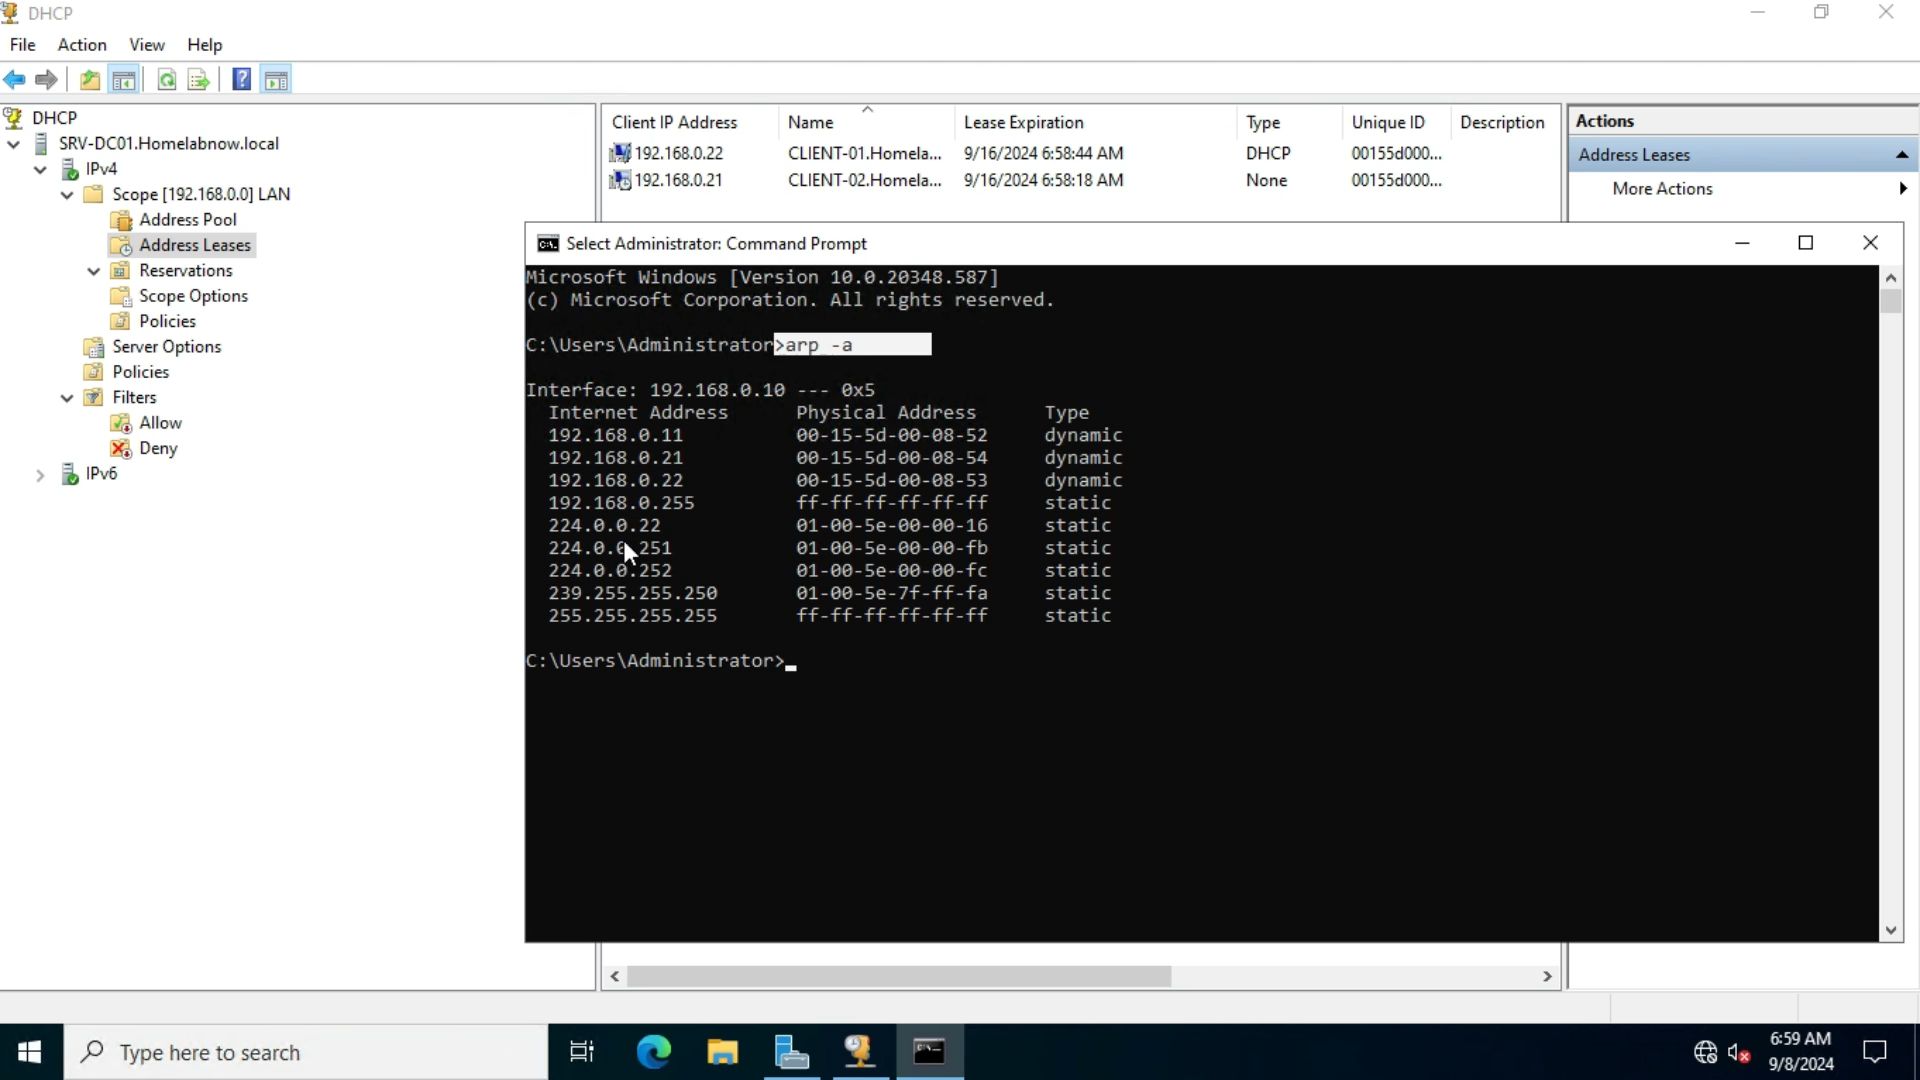 DHCP
File Action View Help
DHCP
SRV-DC01.Homelabnow.local
IPv4
Scope [192.168.0.0] LAN
Address Pool
Address Leases
Reservations
Scope Options
Policies
Server Options
Policies
Filters
Allow
Deny
IPv6
Client IP Address Name Lease Expiration Type Unique ID Description
192.168.0.22 CLIENT-01.Homela... 9/16/2024 6:58:44 AM DHCP 00155d000...
192.168.0.21 CLIENT-02.Homela... 9/16/2024 6:58:18 AM None 00155d000...
Actions
Address Leases
More Actions
Select Administrator: Command Prompt
Microsoft Windows [Version 10.0.20348.587]
(c) Microsoft Corporation. All rights reserved.
C:\Users\Administrator>arp -a
Interface: 192.168.0.10 --- 0x5
Internet Address Physical Address Type
192.168.0.11 00-15-5d-00-08-52 dynamic
192.168.0.21 00-15-5d-00-08-54 dynamic
192.168.0.22 00-15-5d-00-08-53 dynamic
192.168.0.255 ff-ff-ff-ff-ff-ff static
224.0.0.22 01-00-5e-00-00-16 static
224.0.0.251 01-00-5e-00-00-fb static
224.0.0.252 01-00-5e-00-00-fc static
239.255.255.250 01-00-5e-7f-ff-fa static
255.255.255.255 ff-ff-ff-ff-ff-ff static
C:\Users\Administrator>
Type here to search
6:59 AM
9/8/2024